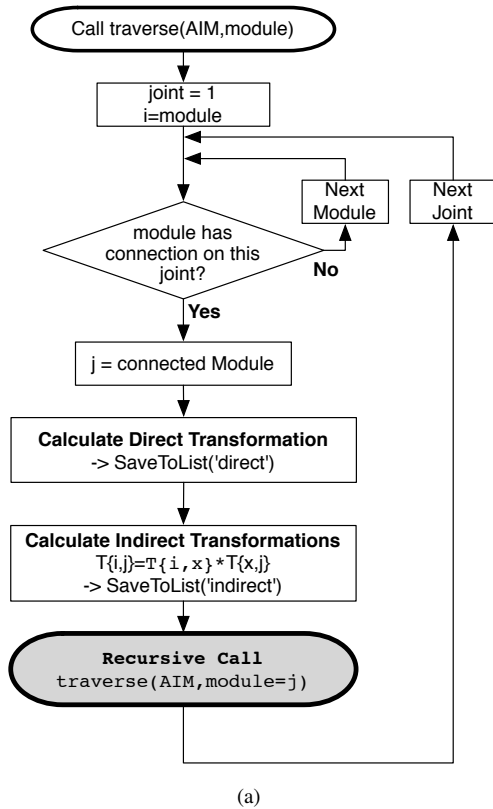 Call traverse(AIM,module)
joint = 1
i=module
Next
Module
Next
Joint
module has
connection on this
joint?
No
Yes
j = connected Module
Calculate Direct Transformation
-> SaveToList('direct')
Calculate Indirect Transformations
T{i,j}=T{i,x}*T{x,j}
-> SaveToList('indirect')
Recursive Call
traverse(AIM,module=j)
(a)